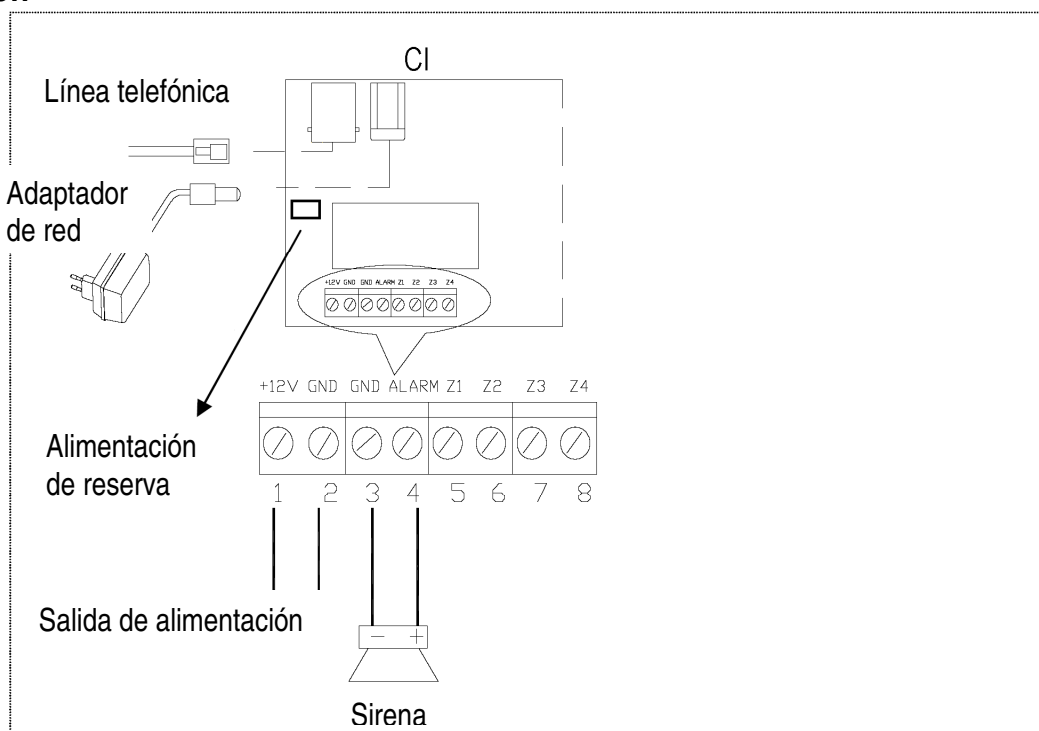 CI
Línea telefónica
Adaptador
de red
+12V GND GND ALARM Z1 Z2 Z3 Z4
+12V GND GND ALARM Z1 Z2 Z3 Z4
Alimentación
de reserva
1 2 3 4 5 6 7 8
Salida de alimentación
- +
Sirena